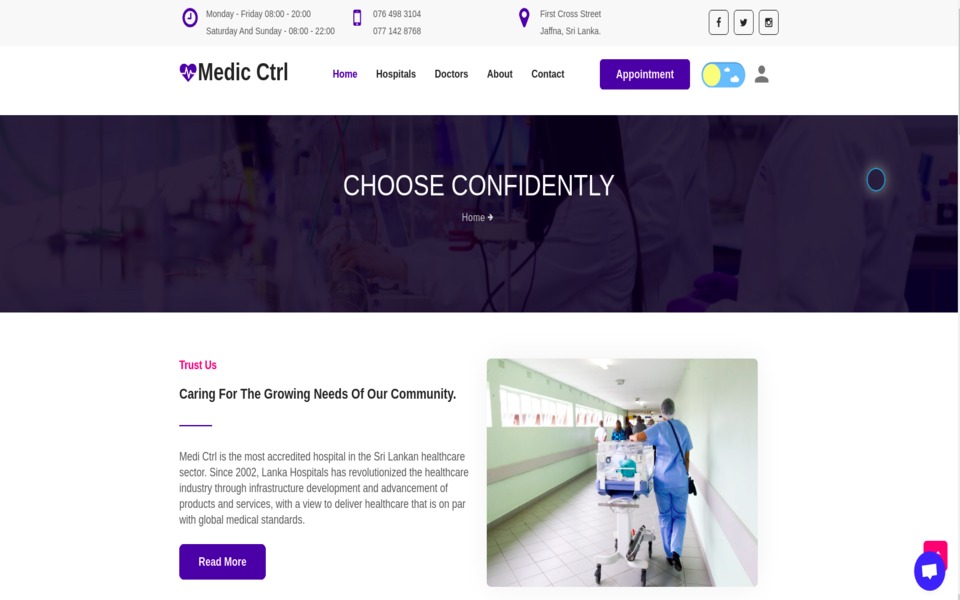 Monday - Friday 08:00 - 20:00
Saturday And Sunday - 08:00 - 22:00
076 498 3104
077 142 8768
First Cross Street
Jaffna, Sri Lanka.
Medic Ctrl
Home
Hospitals
Doctors
About
Contact
Appointment
CHOOSE CONFIDENTLY
Home
Trust Us
Caring For The Growing Needs Of Our Community.
Medi Ctrl is the most accredited hospital in the Sri Lankan healthcare
sector. Since 2002, Lanka Hospitals has revolutionized the healthcare
industry through infrastructure development and advancement of
products and services, with a view to deliver healthcare that is on par
with global medical standards.
Read More